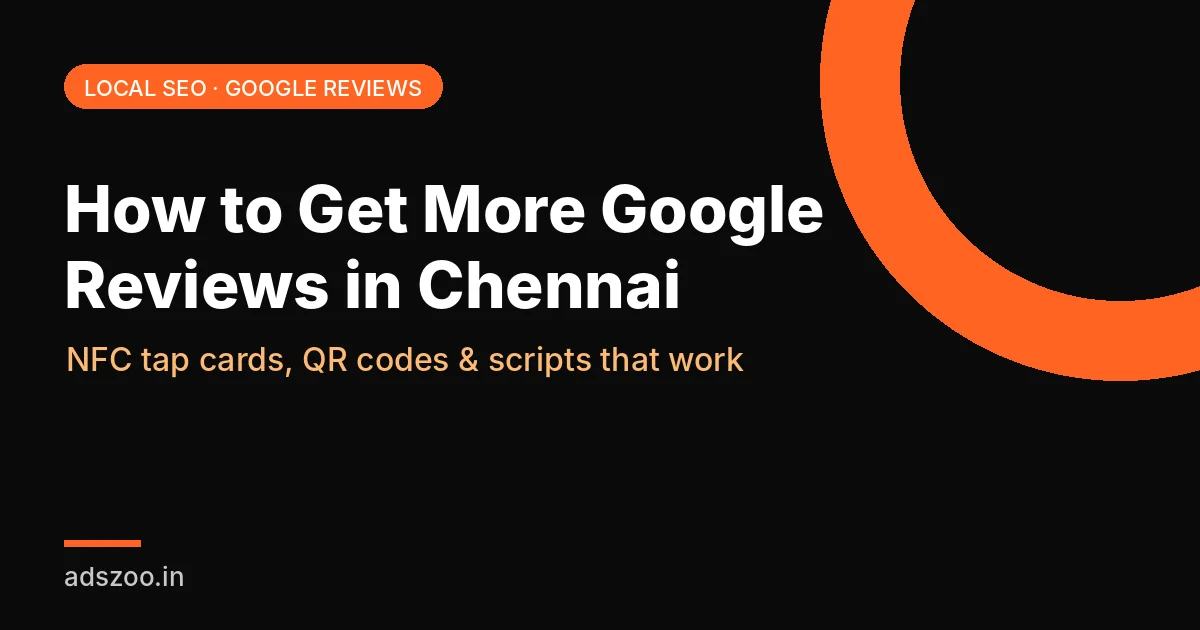 LOCAL SEO · GOOGLE REVIEWS
How to Get More Google
Reviews in Chennai
NFC tap cards, QR codes & scripts that work
adszoo.in